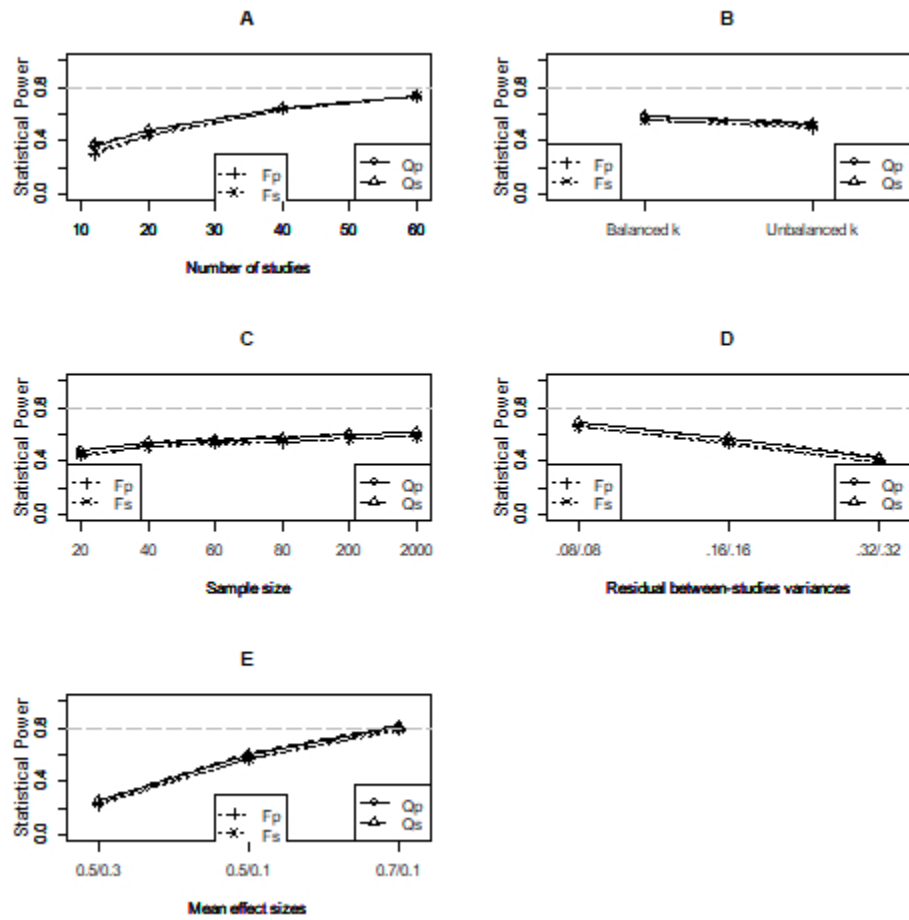 A
Statistical Power
0.0 0.4 0.8
Fp
Fs
Qp
Qs
10 20 30 40 50 60
Number of studies
B
Statistical Power
0.0 0.4 0.8
Fp
Fs
Qp
Qs
Balanced k Unbalanced k
C
Statistical Power
0.0 0.4 0.8
Fp
Fs
Qp
Qs
20 40 60 80 200 2000
Sample size
D
Statistical Power
0.0 0.4 0.8
Fp
Fs
Qp
Qs
.08/.08 .16/.16 .32/.32
Residual between-studies variances
E
Statistical Power
0.0 0.4 0.8
Fp
Fs
Qp
Qs
0.5/0.3 0.5/0.1 0.7/0.1
Mean effect sizes